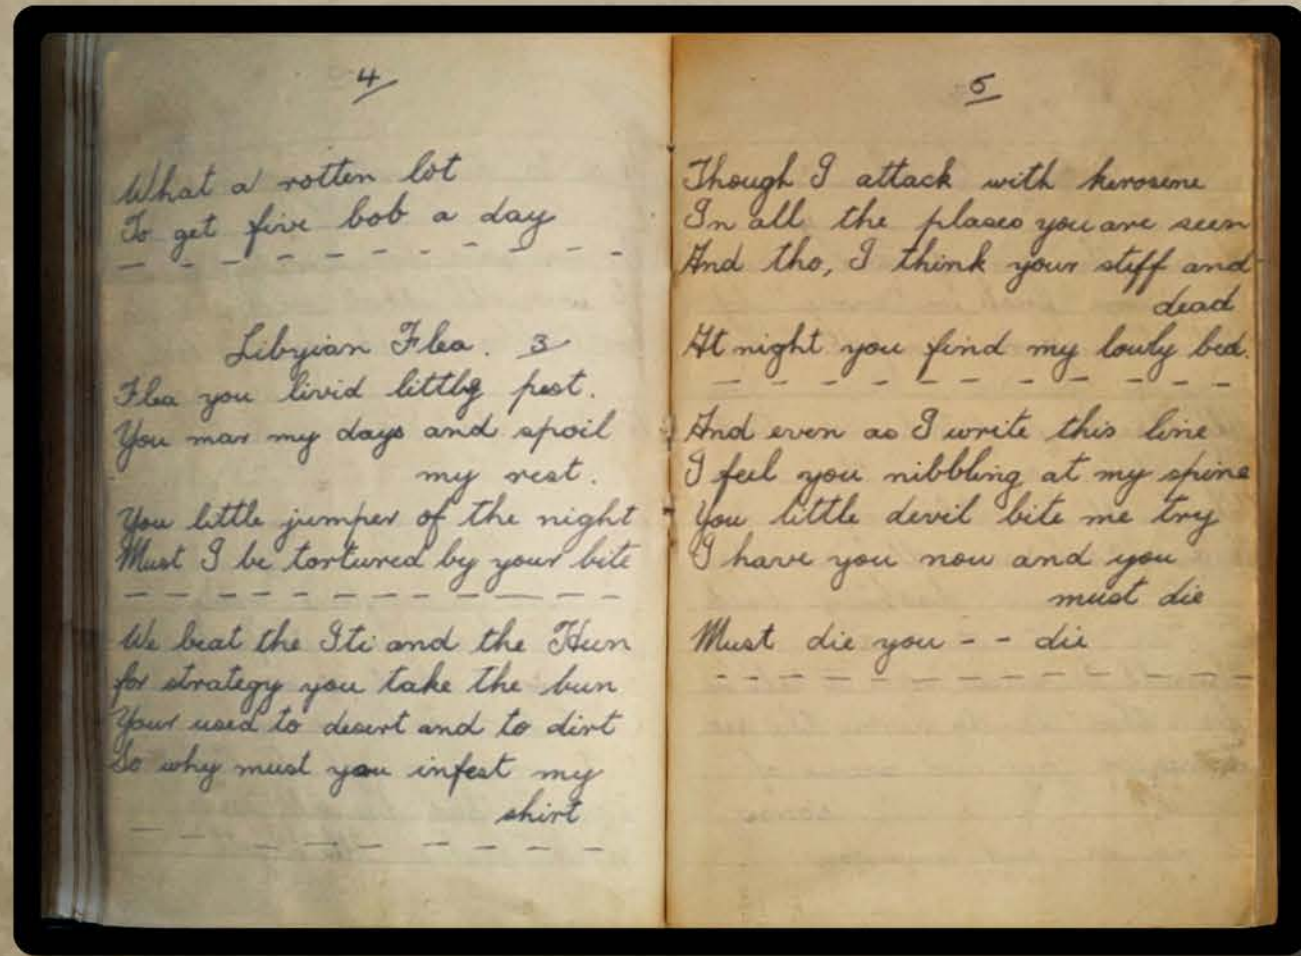 4
What a rotten lot
To get five bob a day
Libyian Flea. 3
Flea you livid little pest.
You mar my days and spoil
my rest.
You little jumper of the night
Must I be tortured by your bite
We beat the Iti and the Hun
for strategy you take the bun
Your used to desert and to dirt
So why must you infest my
shirt
5
Though I attack with kerosene
In all the places you are seen
And tho, I think your stiff and
dead
At night you find my lowly bed.
And even as I write this line
I feel you nibbling at my spine
You little devil bite me try
I have you now and you
must die
Must die you - - die